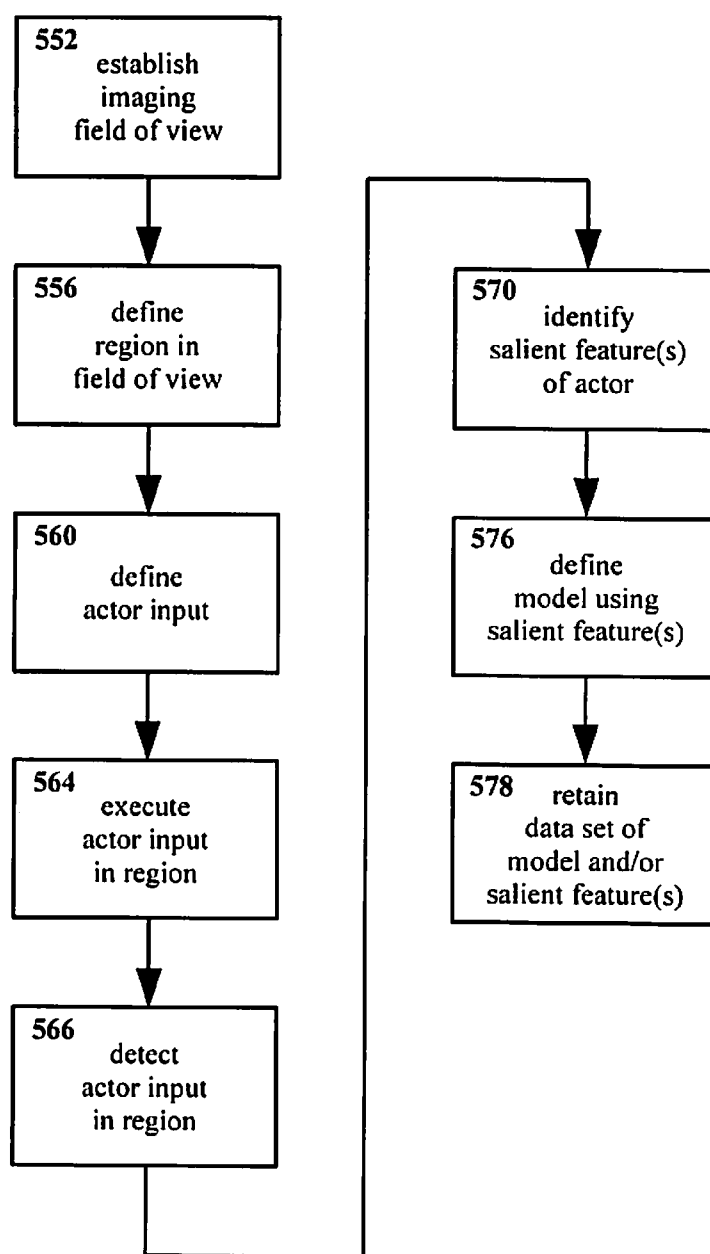 552
establish
imaging
field of view
556
define
region in
field of view
560
define
actor input
564
execute
actor input
in region
566
detect
actor input
in region
570
identify
salient feature(s)
of actor
576
define
model using
salient feature(s)
578
retain
data set of
model and/or
salient feature(s)